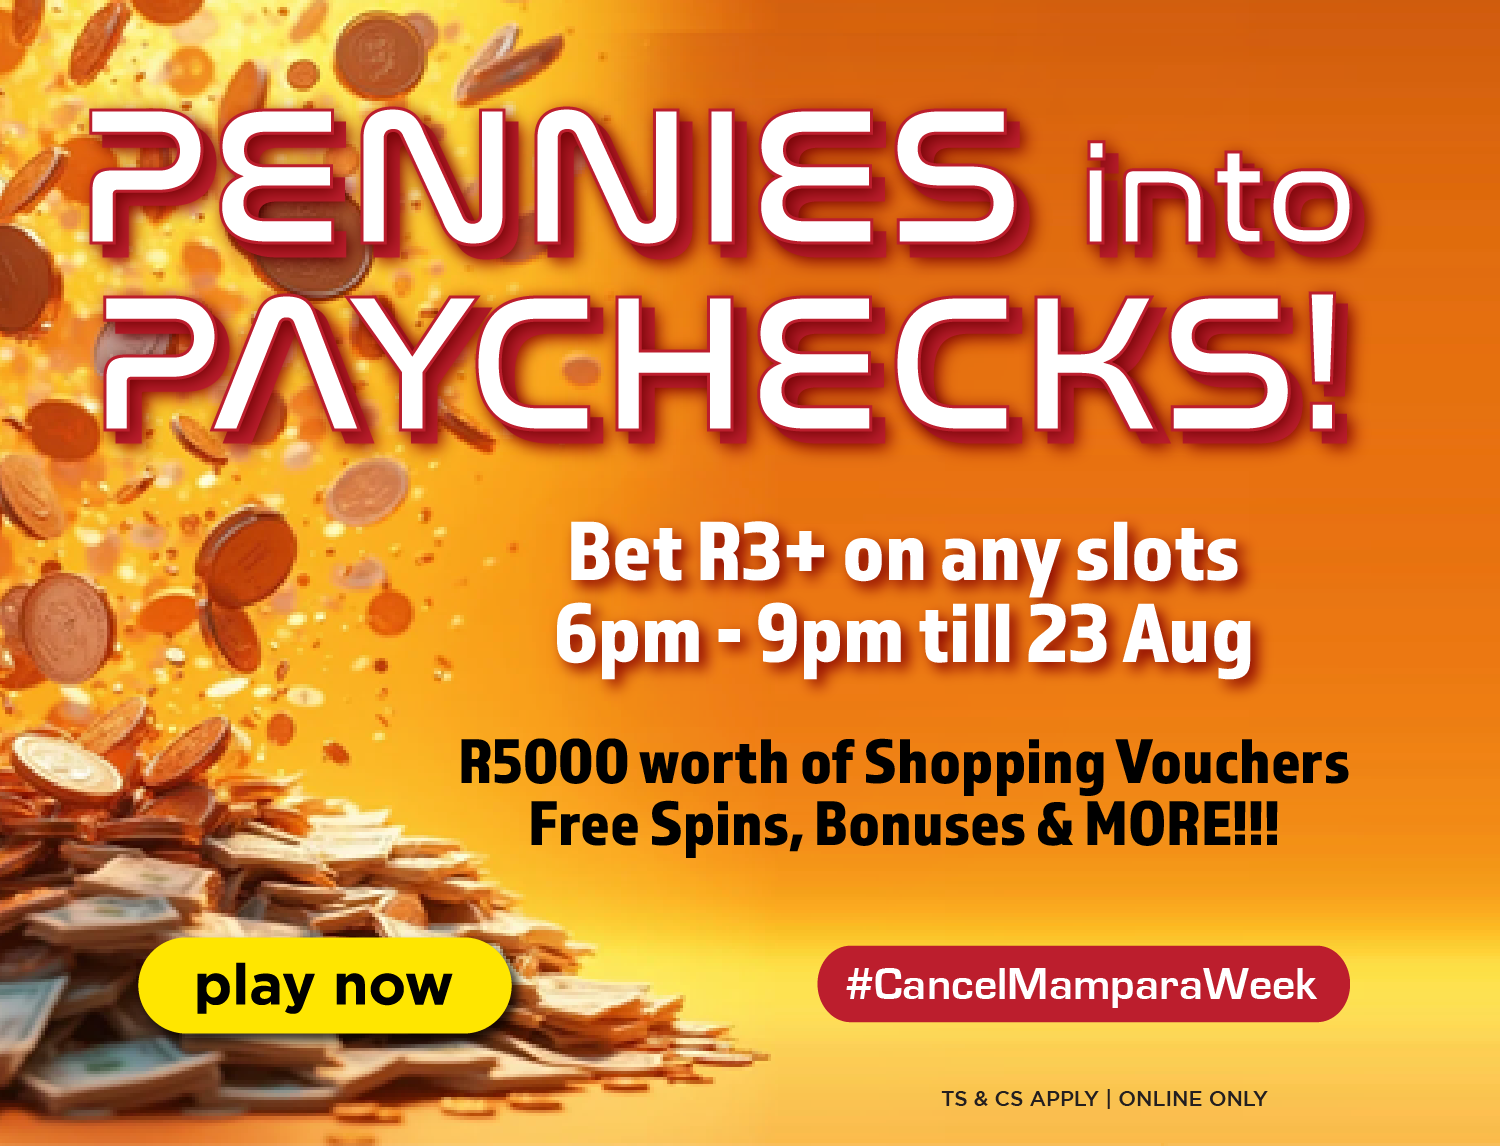 PENNIES into
PAYCHECKS!
Bet R3+ on any slots
6pm - 9pm till 23 Aug
R5000 worth of Shopping Vouchers
Free Spins, Bonuses & MORE!!!
play now
#CancelMamparaWeek
TS & CS APPLY | ONLINE ONLY